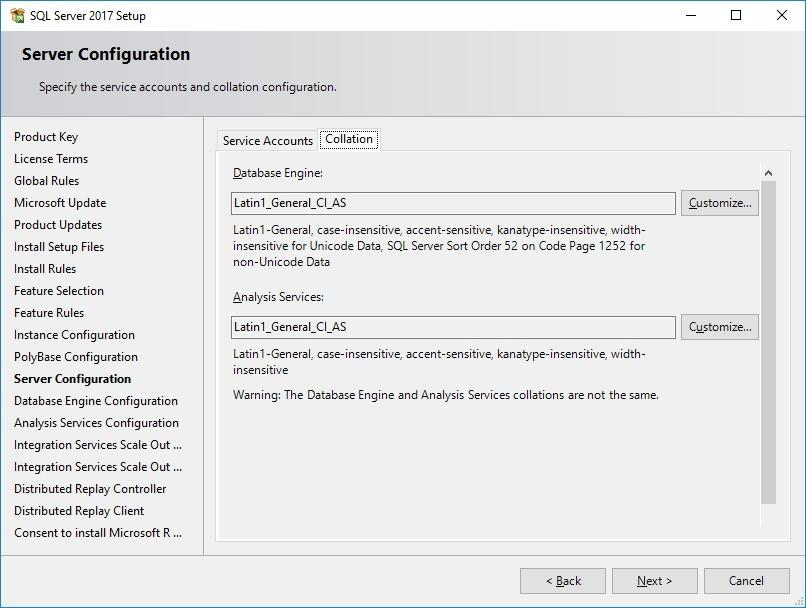 SQL Server 2017 Setup
Server Configuration
Specify the service accounts and collation configuration.
Product Key
License Terms
Global Rules
Microsoft Update
Product Updates
Install Setup Files
Install Rules
Feature Selection
Feature Rules
Instance Configuration
PolyBase Configuration
Server Configuration
Database Engine Configuration
Analysis Services Configuration
Integration Services Scale Out ...
Integration Services Scale Out ...
Distributed Replay Controller
Distributed Replay Client
Consent to install Microsoft R ...
Service Accounts Collation
Database Engine:
Latin1_General_CI_AS Customize...
Latin1-General, case-insensitive, accent-sensitive, kanatype-insensitive, width-
insensitive for Unicode Data, SQL Server Sort Order 52 on Code Page 1252 for
non-Unicode Data
Analysis Services:
Latin1_General_CI_AS Customize...
Latin1-General, case-insensitive, accent-sensitive, kanatype-insensitive, width-
insensitive
Warning: The Database Engine and Analysis Services collations are not the same.
< Back Next > Cancel